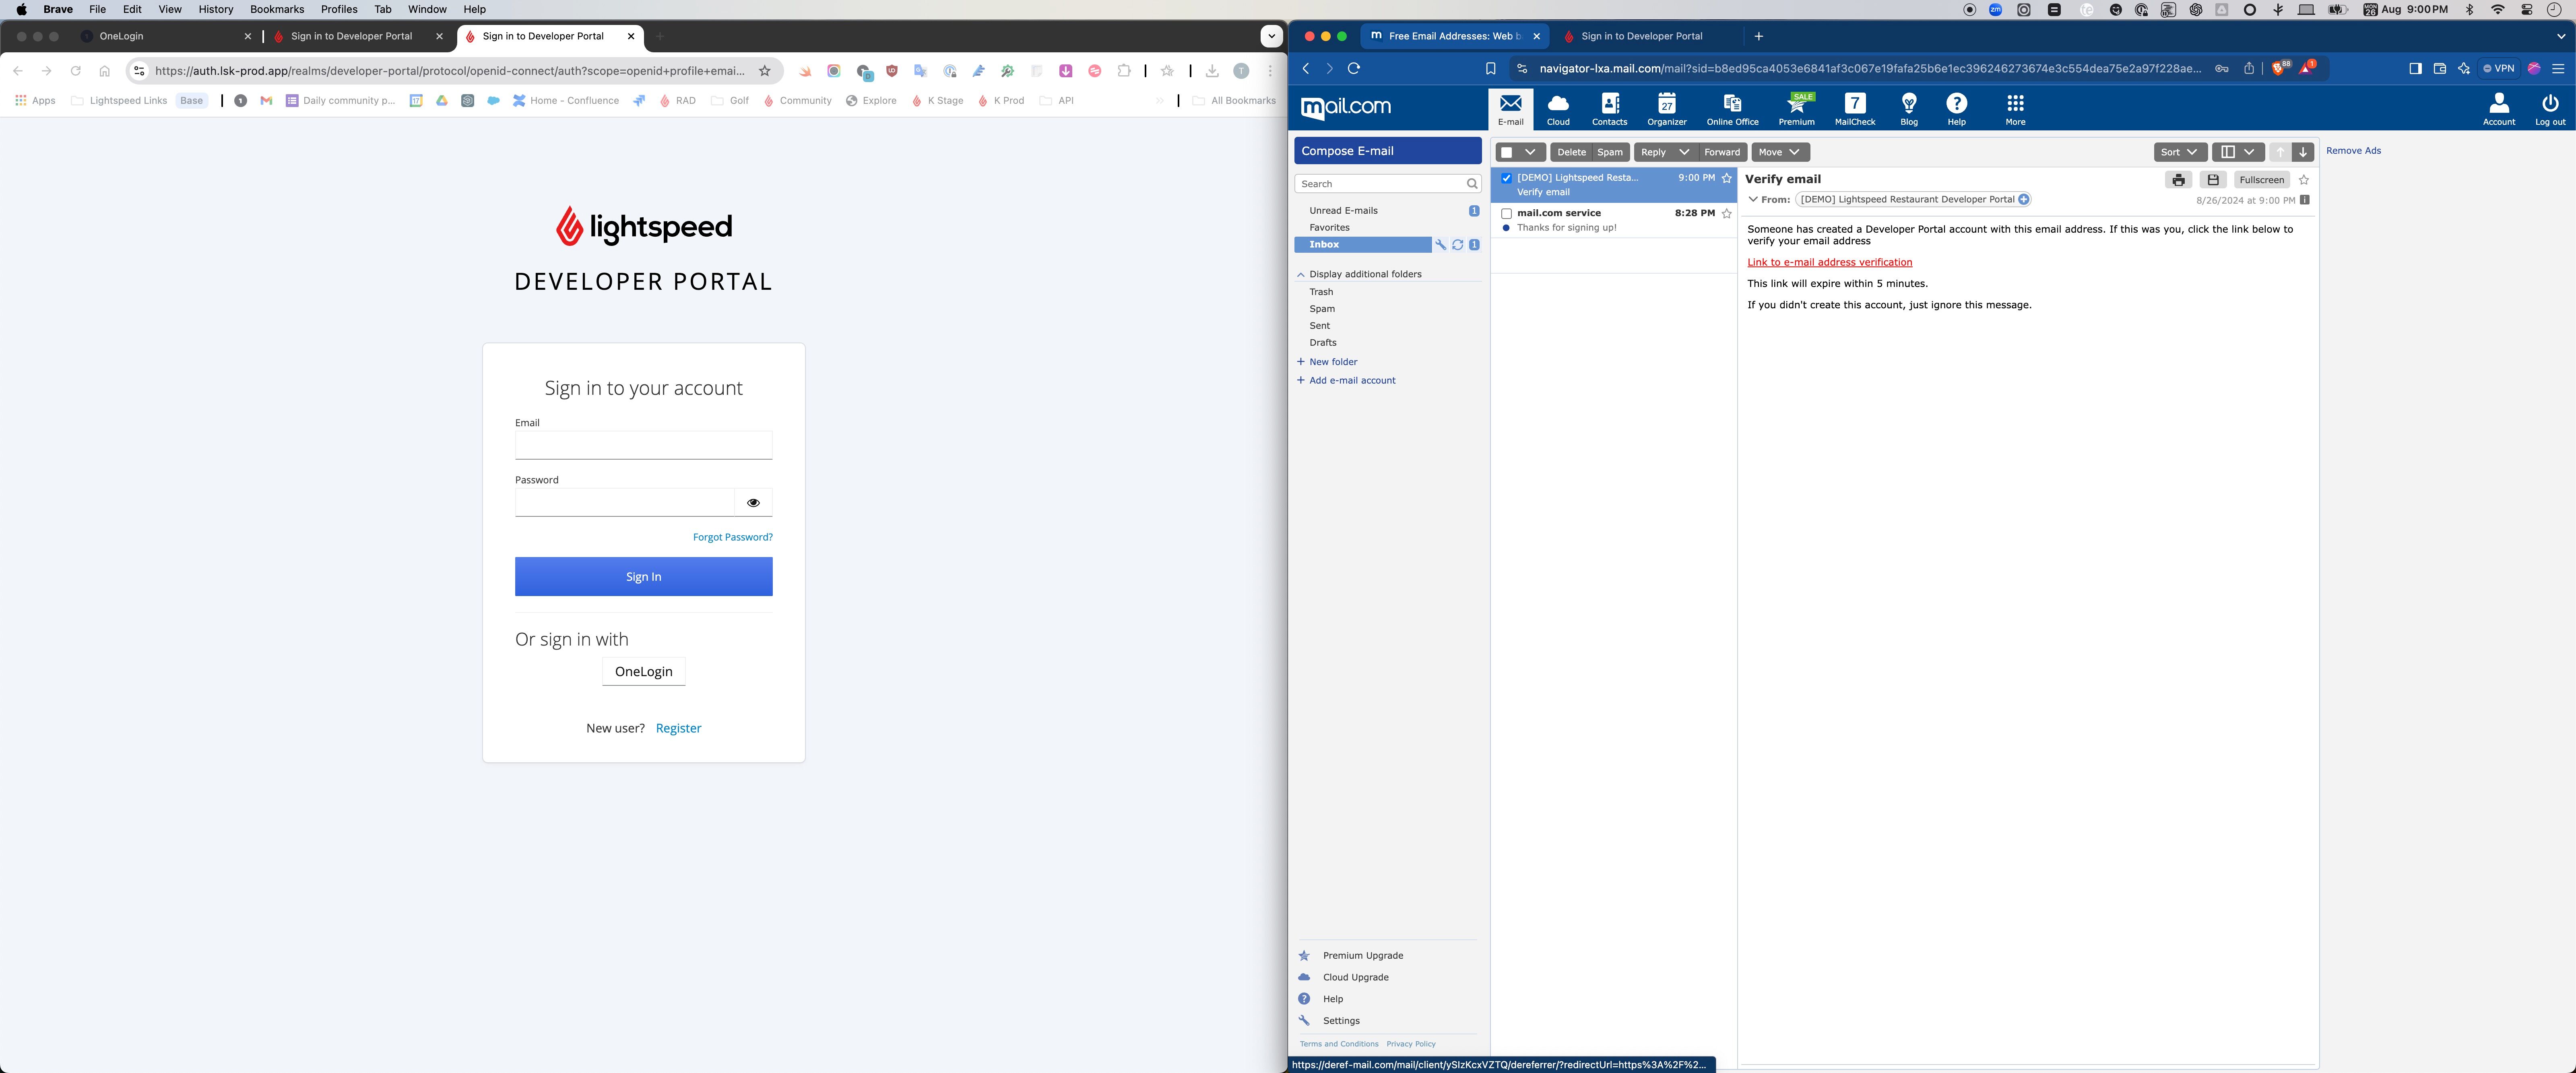 Brave File Edit View History Bookmarks Profiles Tab Window Help
zm
MON 26 Aug 9:00 PM
OneLogin
Sign in to Developer Portal
Sign in to Developer Portal
https://auth.lsk-prod.app/realms/developer-portal/protocol/openid-connect/auth?scope=openid+profile+emai...
T
Apps
Lightspeed Links
Base
Daily community p...
Home - Confluence
RAD
Golf
Community
Explore
K Stage
K Prod
API
All Bookmarks
lightspeed
DEVELOPER PORTAL
Sign in to your account
Email
Password
Forgot Password?
Sign In
Or sign in with
OneLogin
New user? Register
Free Email Addresses: Web b
Sign in to Developer Portal
navigator-lxa.mail.com/mail?sid=b8ed95ca4053e6841af3c067e19fafa25b6e1ec396246273674e3c554dea75e2a97f228ae...
88
1
VPN
mail.com
E-mail
Cloud
Contacts
27
Organizer
Online Office
SALE
Premium
7
MailCheck
Blog
Help
More
Account
Log out
Compose E-mail
Search
Unread E-mails 1
Favorites
Inbox 1
Display additional folders
Trash
Spam
Sent
Drafts
+ New folder
+ Add e-mail account
Premium Upgrade
Cloud Upgrade
Help
Settings
Terms and Conditions Privacy Policy
Delete Spam Reply Forward Move Sort
Remove Ads
[DEMO] Lightspeed Resta... 9:00 PM
Verify email
mail.com service 8:28 PM
Thanks for signing up!
Verify email
Fullscreen
From: [DEMO] Lightspeed Restaurant Developer Portal
8/26/2024 at 9:00 PM
Someone has created a Developer Portal account with this email address. If this was you, click the link below to
verify your email address
Link to e-mail address verification
This link will expire within 5 minutes.
If you didn't create this account, just ignore this message.
https://deref-mail.com/mail/client/ySIzKcxVZTQ/dereferrer/?redirectUrl=https%3A%2F%2...